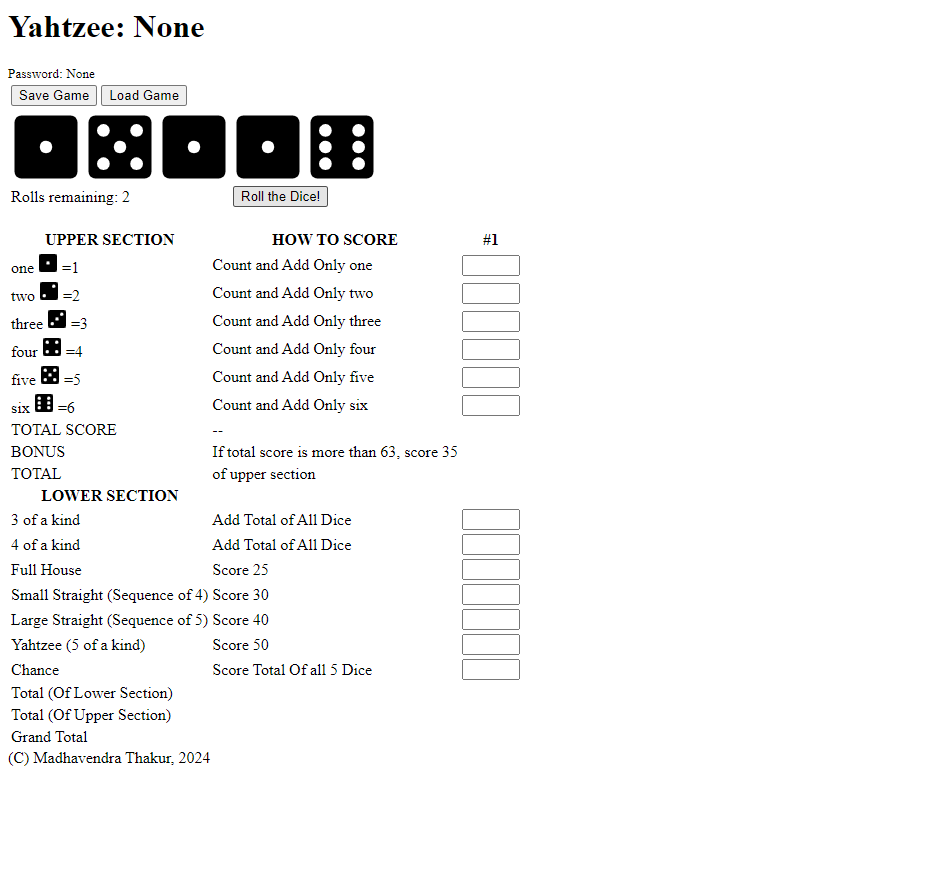 Yahtzee: None
Password: None
Save Game Load Game
Rolls remaining: 2 Roll the Dice!
UPPER SECTION HOW TO SCORE #1
one =1 Count and Add Only one
two =2 Count and Add Only two
three =3 Count and Add Only three
four =4 Count and Add Only four
five =5 Count and Add Only five
six =6 Count and Add Only six
TOTAL SCORE --
BONUS If total score is more than 63, score 35
TOTAL of upper section
LOWER SECTION
3 of a kind Add Total of All Dice
4 of a kind Add Total of All Dice
Full House Score 25
Small Straight (Sequence of 4) Score 30
Large Straight (Sequence of 5) Score 40
Yahtzee (5 of a kind) Score 50
Chance Score Total Of all 5 Dice
Total (Of Lower Section)
Total (Of Upper Section)
Grand Total
(C) Madhavendra Thakur, 2024